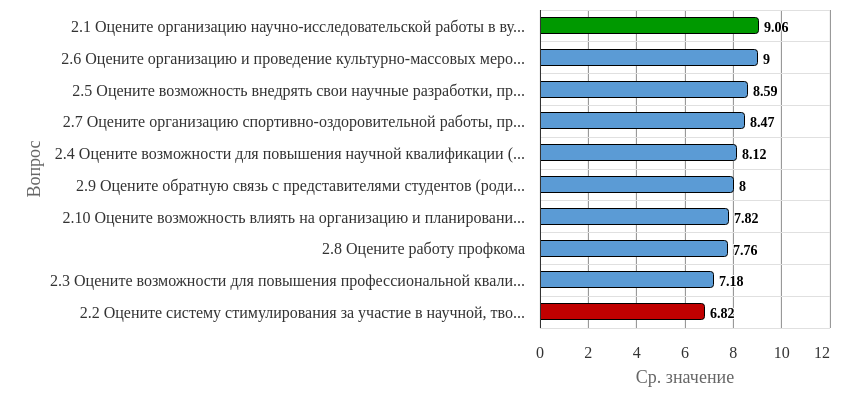 2.1 Оцените организацию научно-исследовательской работы в ву... 9.06
2.6 Оцените организацию и проведение культурно-массовых меро... 9
2.5 Оцените возможность внедрять свои научные разработки, пр... 8.59
2.7 Оцените организацию спортивно-оздоровительной работы, пр... 8.47
2.4 Оцените возможности для повышения научной квалификации (... 8.12
2.9 Оцените обратную связь с представителями студентов (роди... 8
2.10 Оцените возможность влиять на организацию и планировани... 7.82
2.8 Оцените работу профкома 7.76
2.3 Оцените возможности для повышения профессиональной квали... 7.18
2.2 Оцените систему стимулирования за участие в научной, тво... 6.82
Вопрос
0 2 4 6 8 10 12
Ср. значение